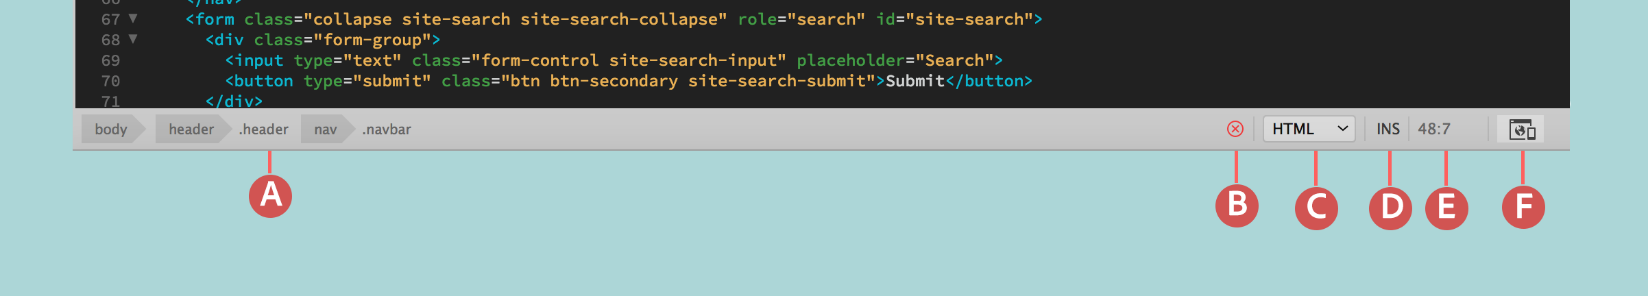 66 </nav>
67 ▼ <form class="collapse site-search site-search-collapse" role="search" id="site-search">
68 ▼ <div class="form-group">
69 <input type="text" class="form-control site-search-input" placeholder="Search">
70 <button type="submit" class="btn btn-secondary site-search-submit">Submit</button>
71 </div>
body header .header nav .navbar HTML INS 48:7
A B C D E F